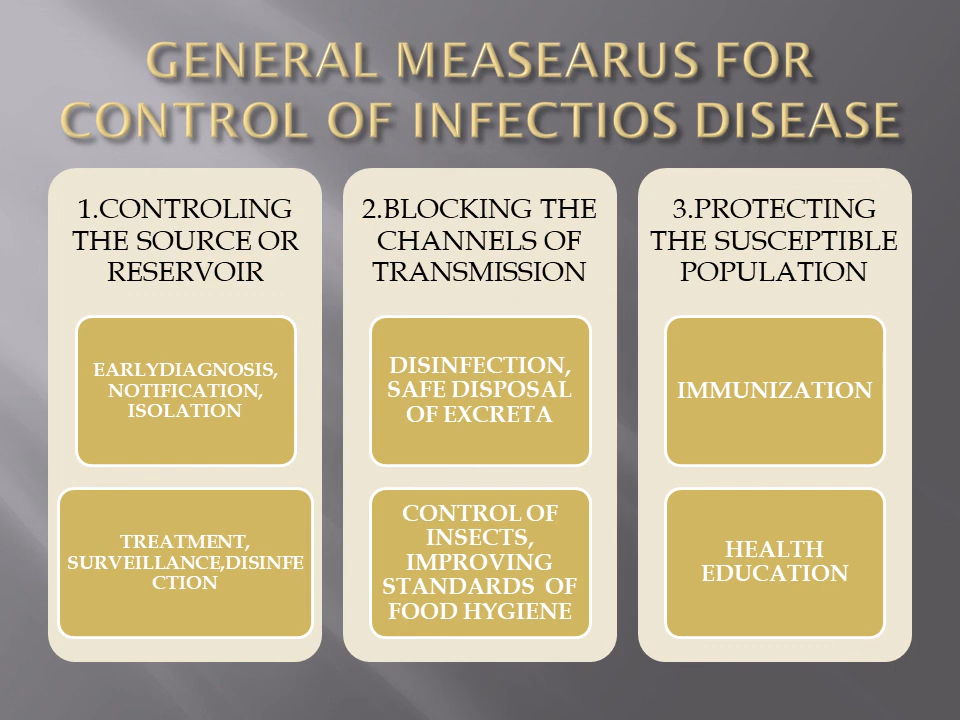 GENERAL MEASEARUS FOR
CONTROL OF INFECTIOS DISEASE
1.CONTROLING
THE SOURCE OR
RESERVOIR
EARLYDIAGNOSIS,
NOTIFICATION,
ISOLATION
TREATMENT,
SURVEILLANCE,DISINFE
CTION
2.BLOCKING THE
CHANNELS OF
TRANSMISSION
DISINFECTION,
SAFE DISPOSAL
OF EXCRETA
CONTROL OF
INSECTS,
IMPROVING
STANDARDS OF
FOOD HYGIENE
3.PROTECTING
THE SUSCEPTIBLE
POPULATION
IMMUNIZATION
HEALTH
EDUCATION